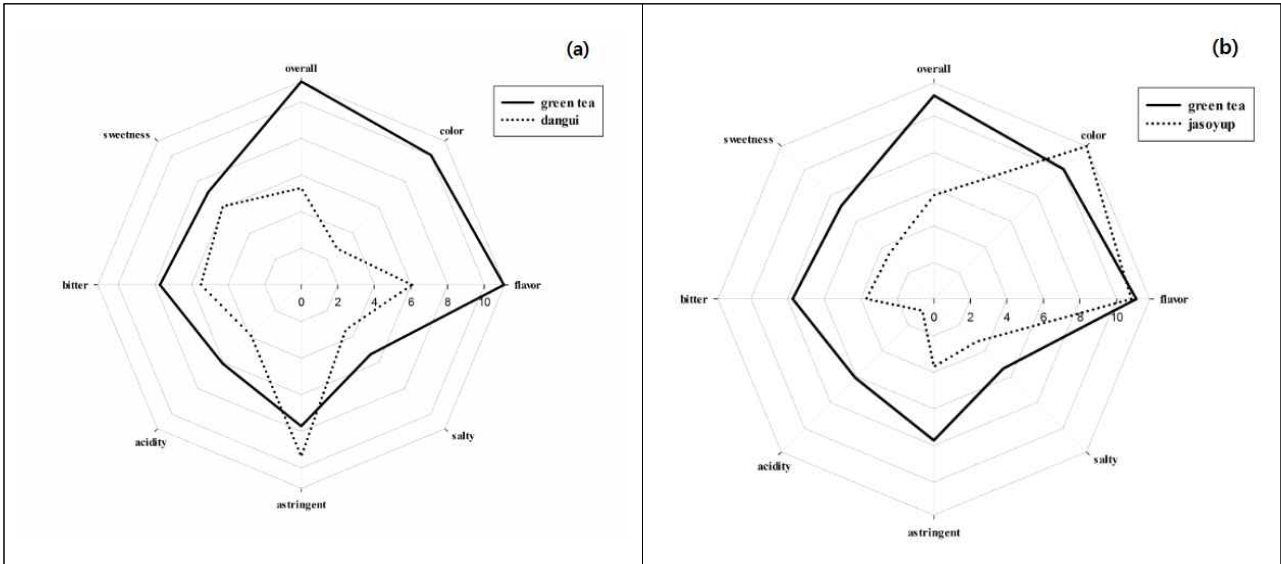 (a)
overall
green tea
dangui
color
sweetness
bitter
0 2 4 6 8 10
flavor
acidity
salty
astringent
(b)
overall
green tea
jasoyup
color
sweetness
bitter
0 2 4 6 8 10
flavor
acidity
salty
astringent